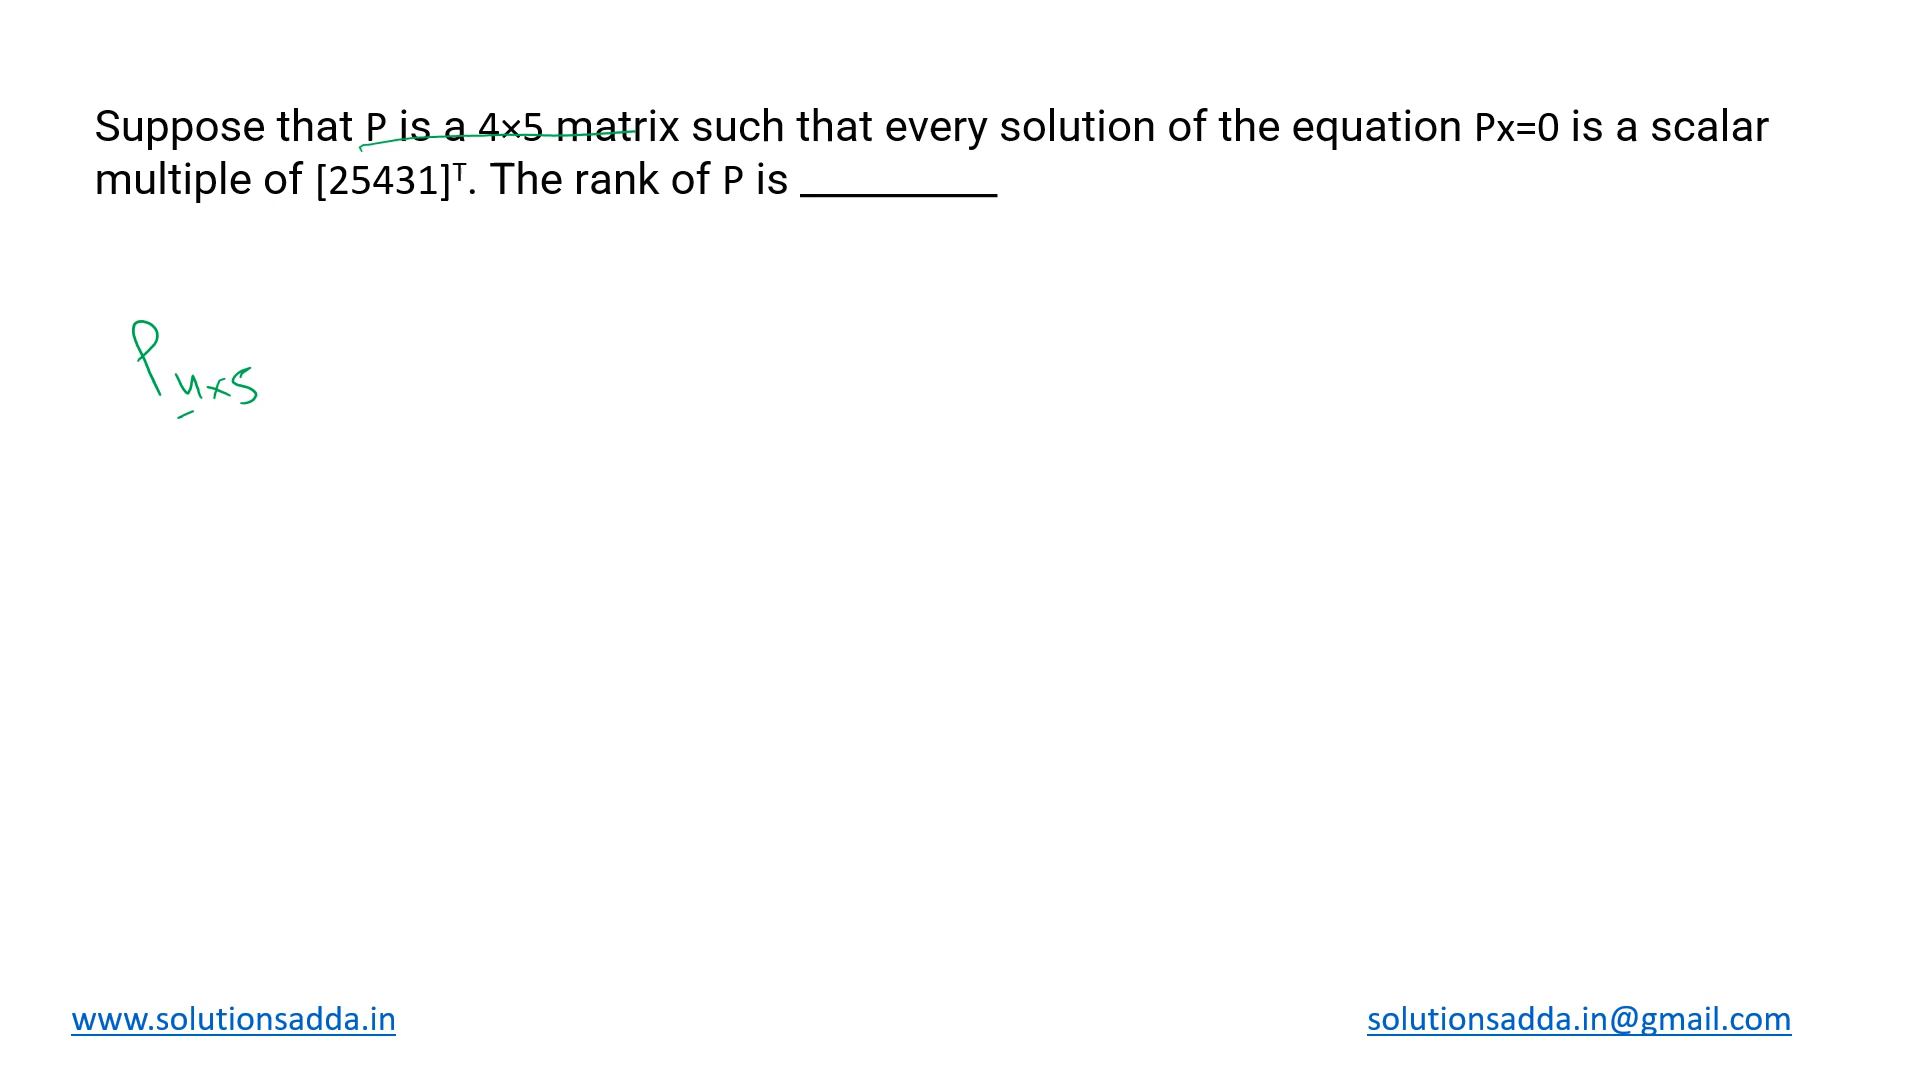 Suppose that P is a 4×5 matrix such that every solution of the equation Px=0 is a scalar
multiple of [25431]ᵀ. The rank of P is __________
P 4×5
www.solutionsadda.in
solutionsadda.in@gmail.com